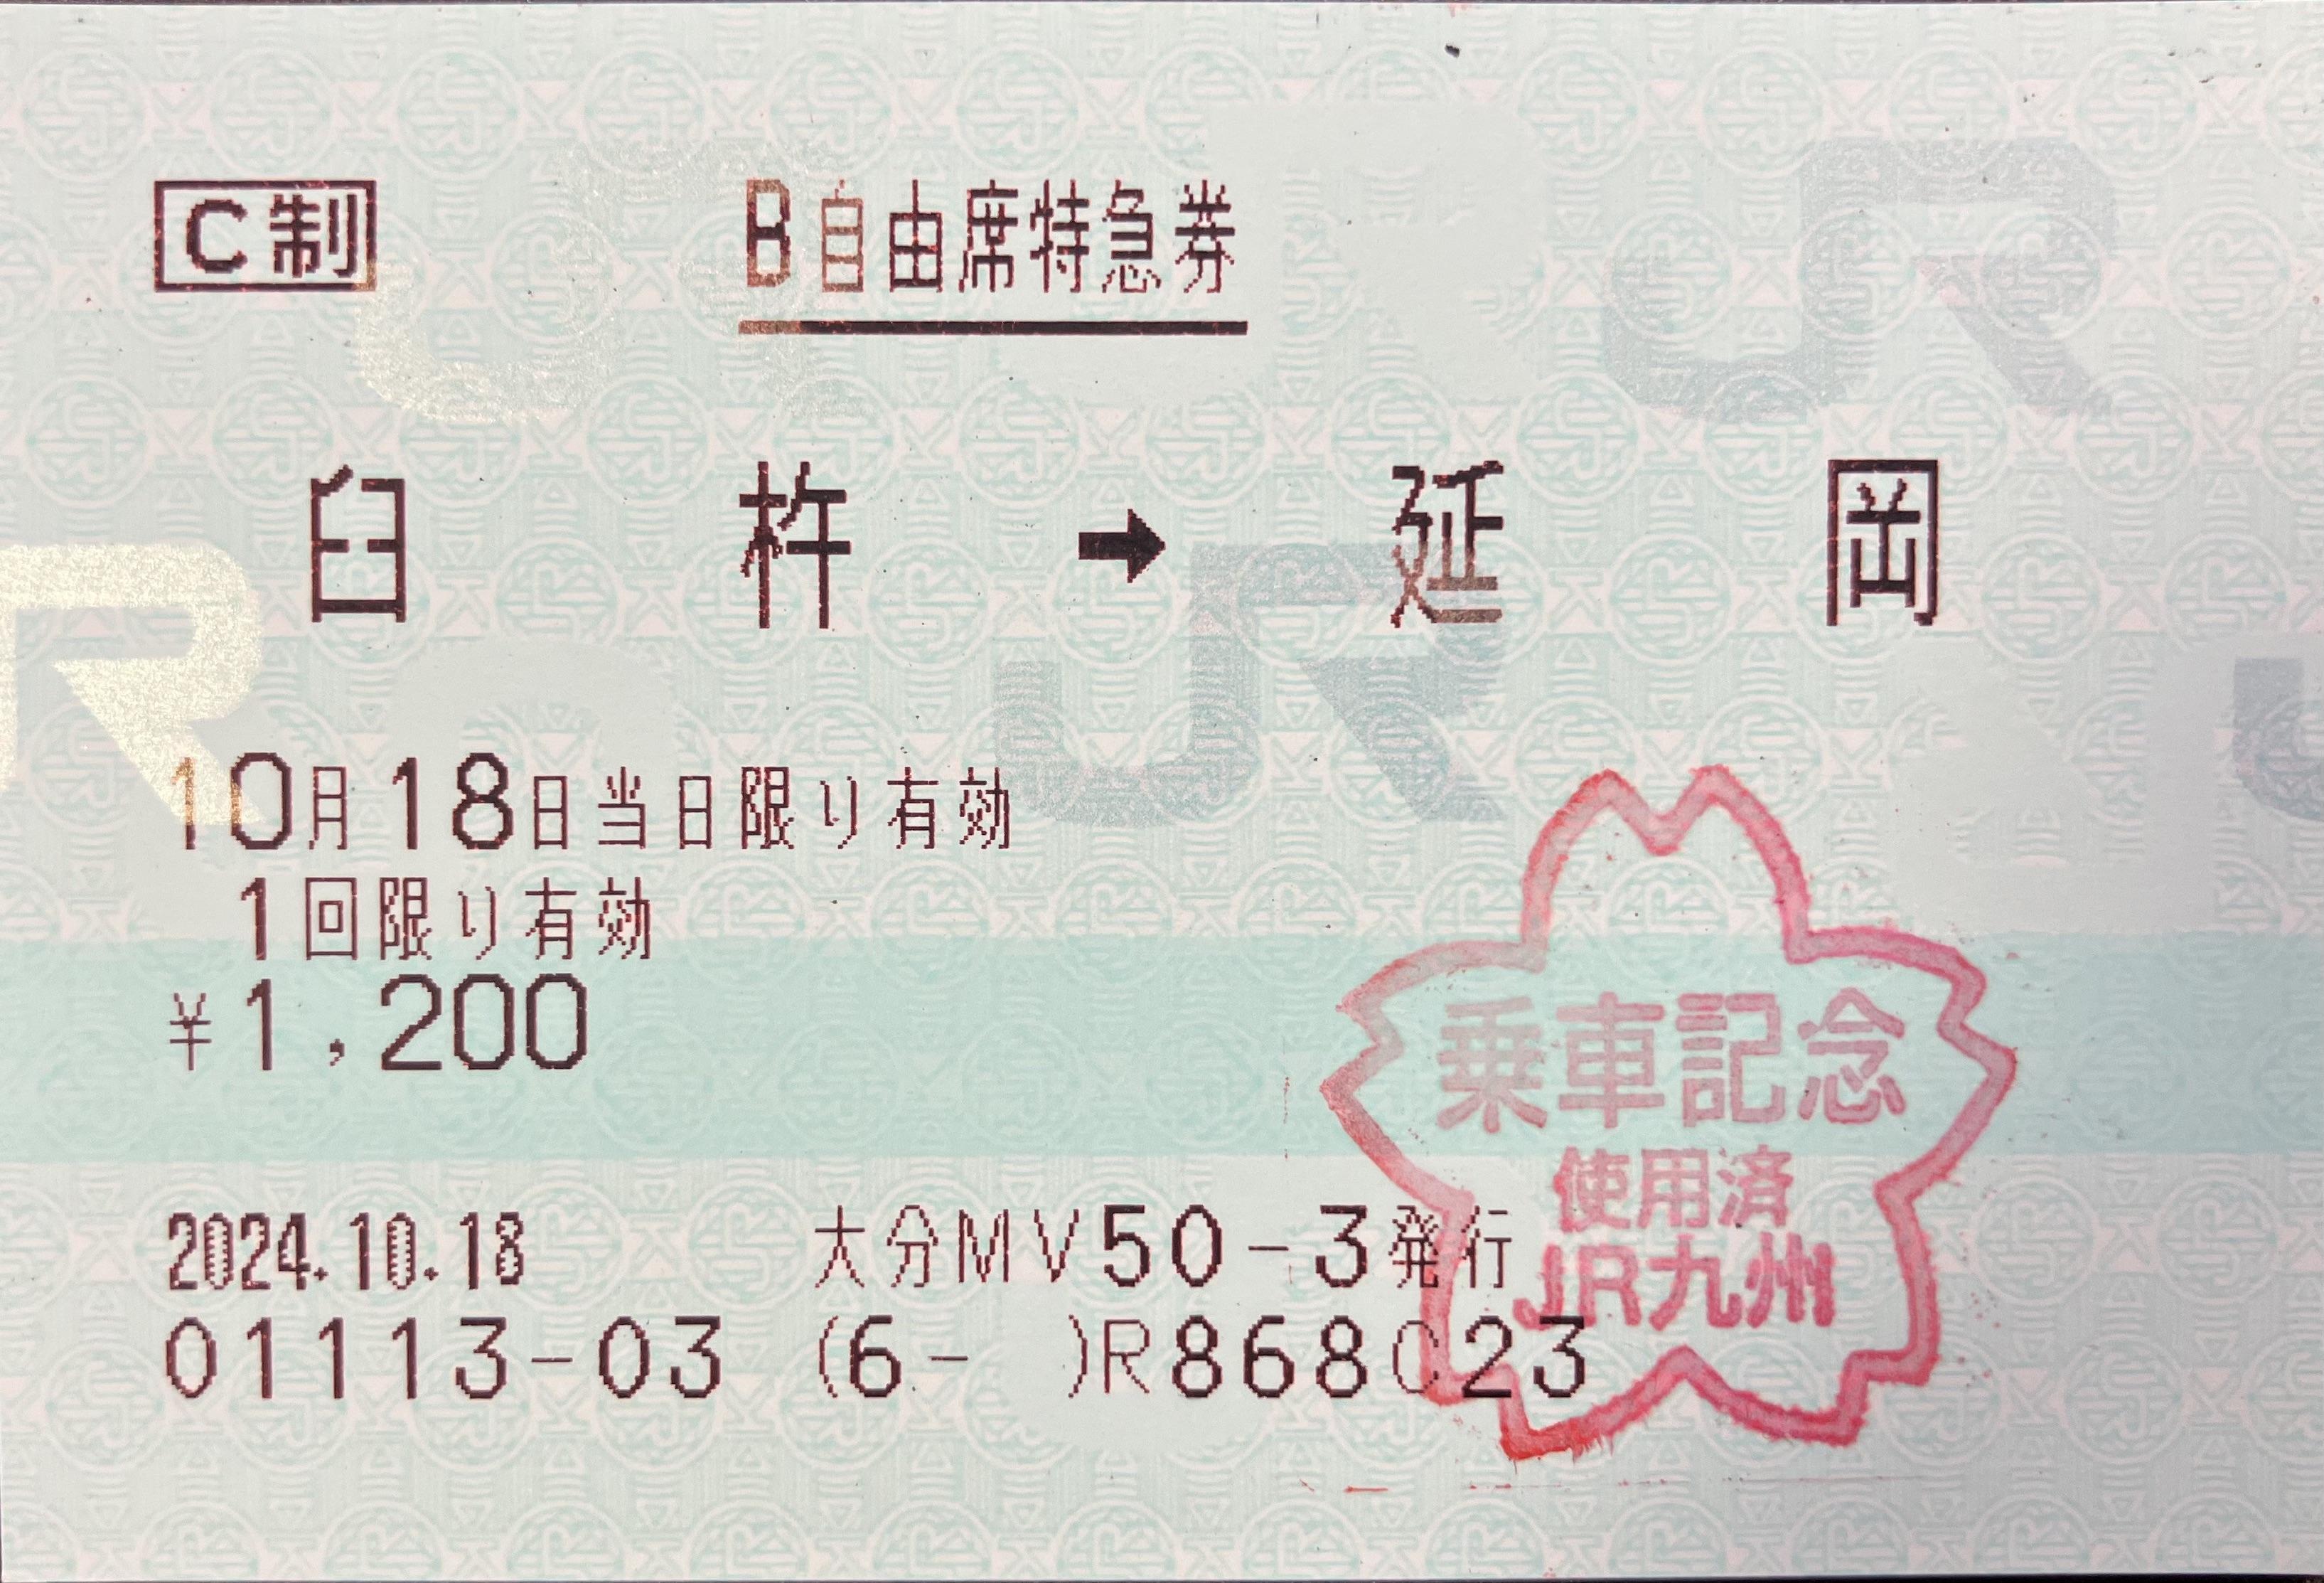 C制 B自由席特急券
臼 杵 ➡ 延 岡
10月18日当日限り有効
1回限り有効
¥1,200
乗車記念
使用済
JR九州
2024.10.18 大分MV50-3発行
01113-03 (6- )R868C23